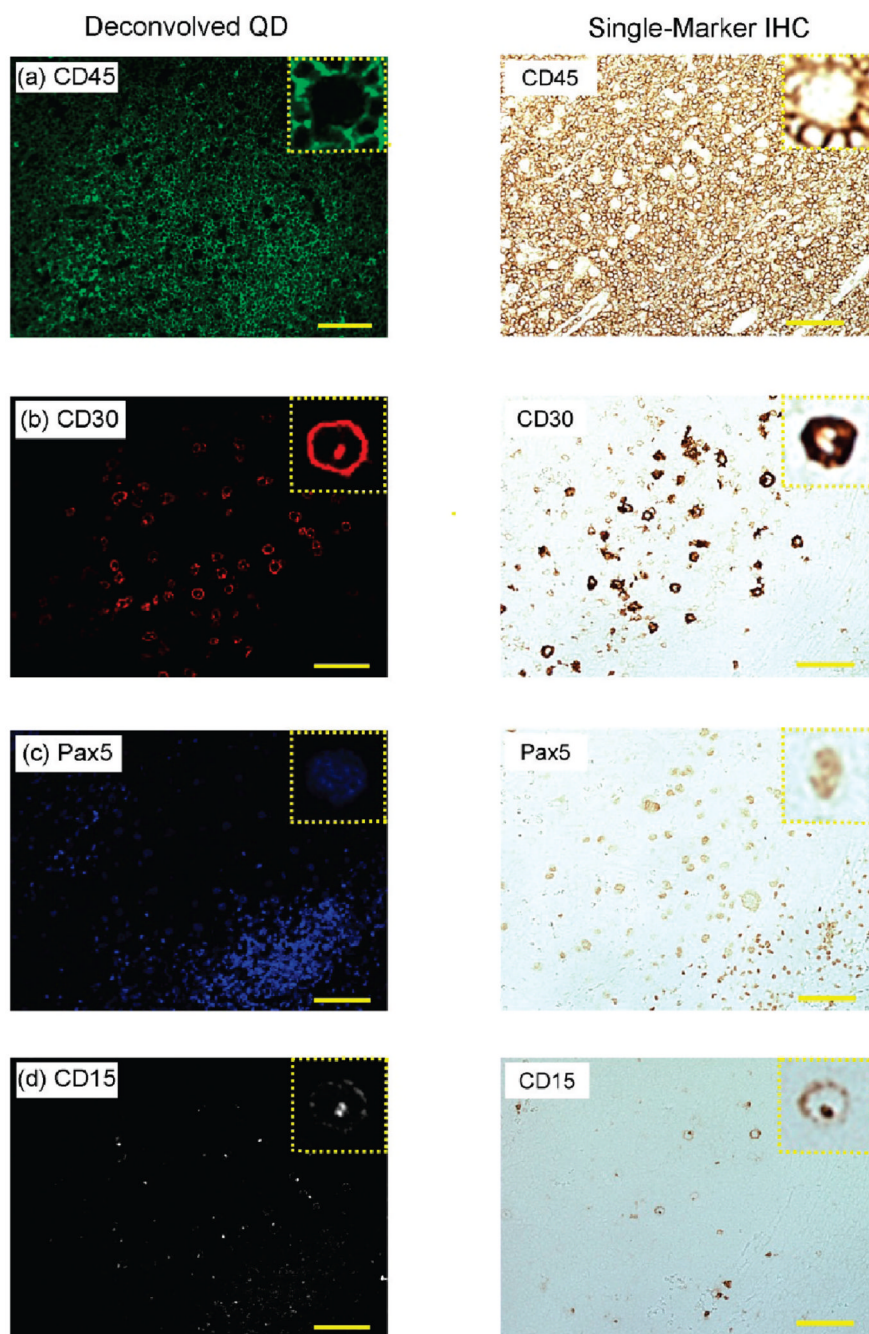 Deconvolved QD
Single-Marker IHC
(a) CD45
CD45
(b) CD30
CD30
(c) Pax5
Pax5
(d) CD15
CD15